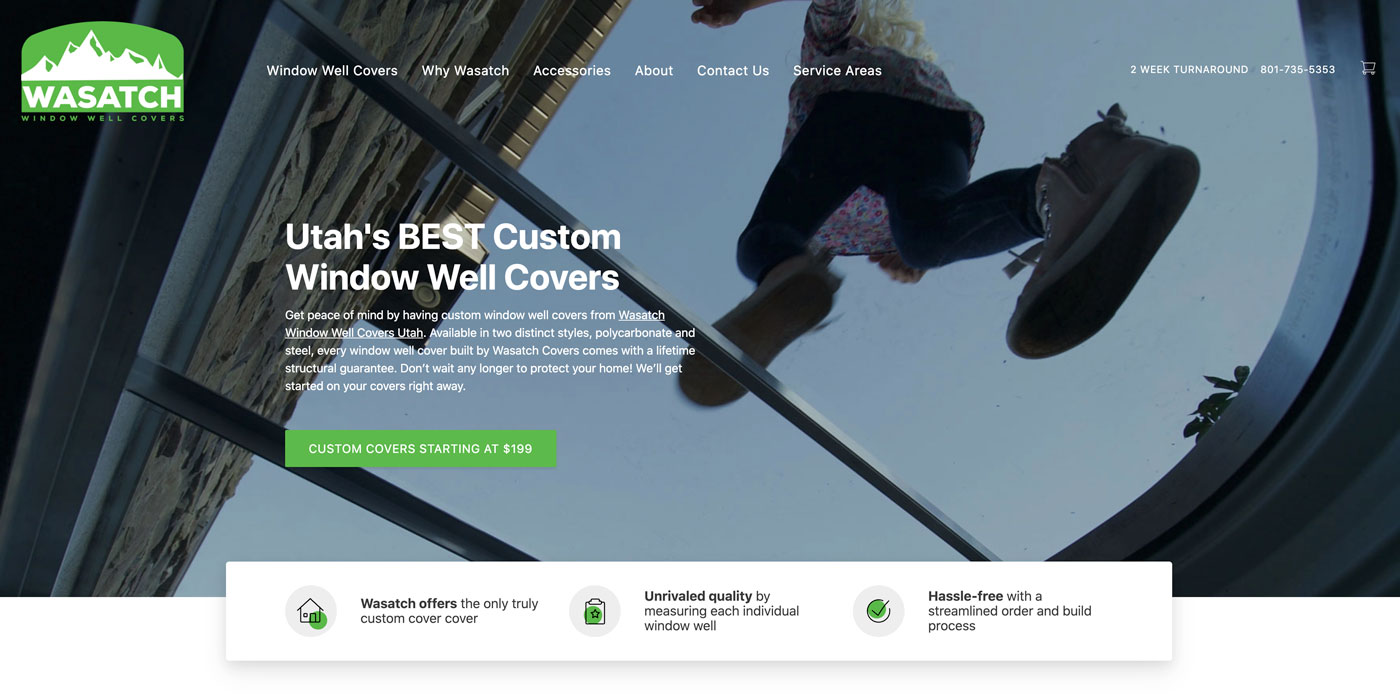 WASATCH
WINDOW WELL COVERS
Window Well Covers Why Wasatch Accessories About Contact Us Service Areas
2 WEEK TURNAROUND 801-735-5353
Utah's BEST Custom
Window Well Covers
Get peace of mind by having custom window well covers from Wasatch
Window Well Covers Utah. Available in two distinct styles, polycarbonate and
steel, every window well cover built by Wasatch Covers comes with a lifetime
structural guarantee. Don’t wait any longer to protect your home! We’ll get
started on your covers right away.
CUSTOM COVERS STARTING AT $199
Wasatch offers the only truly
custom cover cover
Unrivaled quality by
measuring each individual
window well
Hassle-free with a
streamlined order and build
process